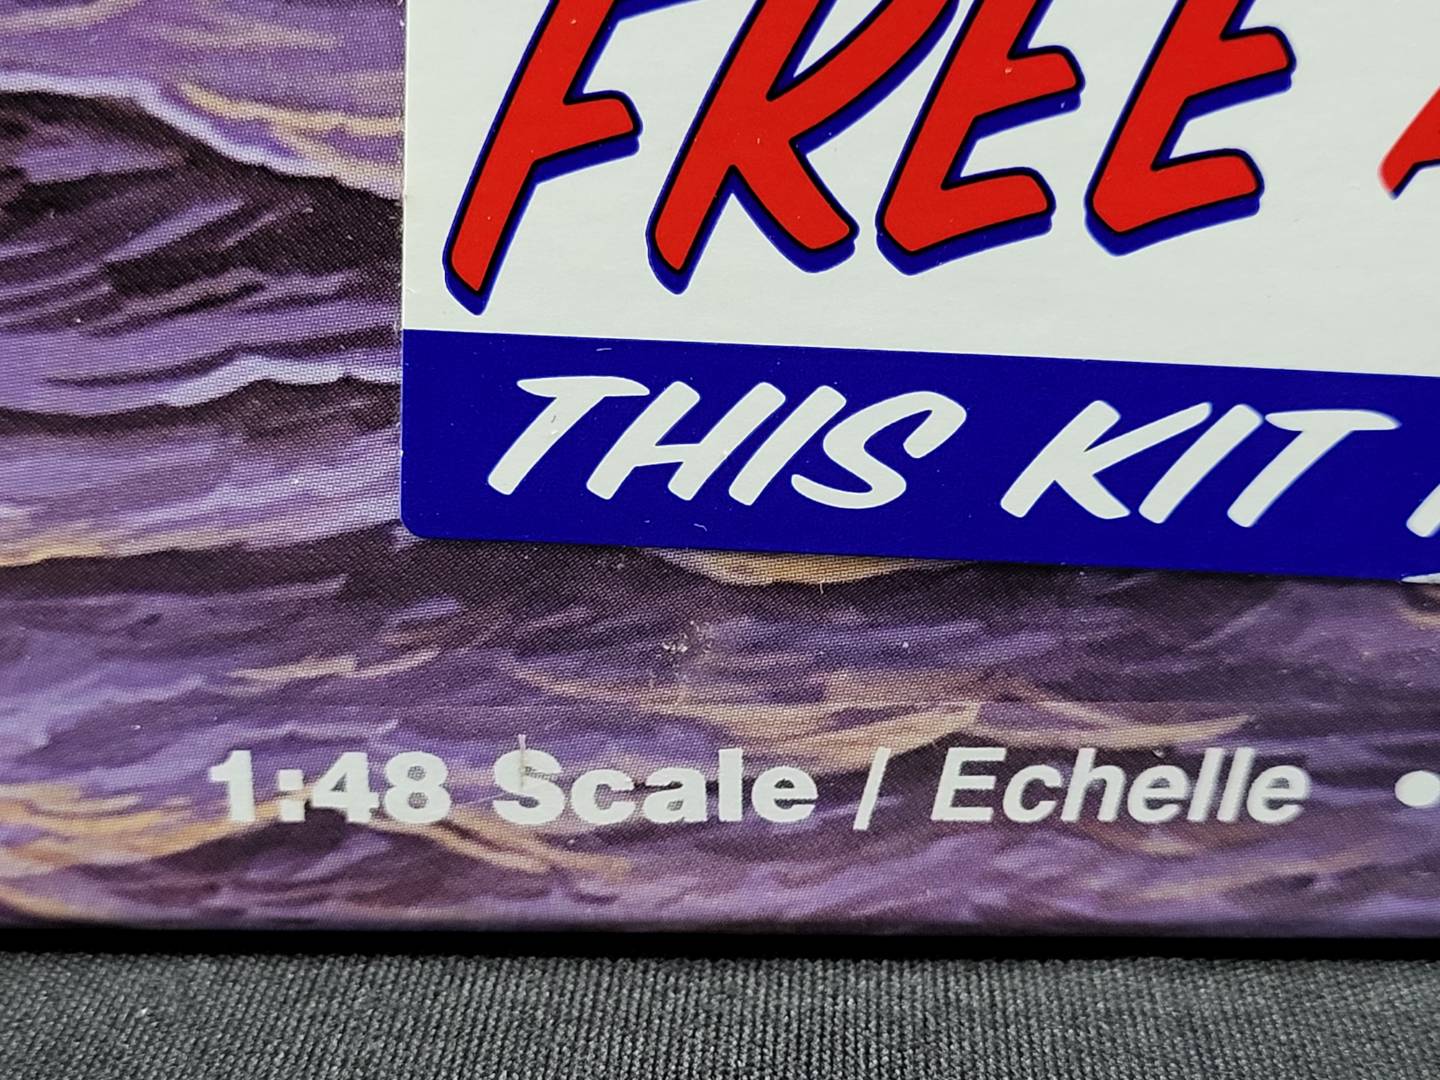 FREE
THIS KIT
1:48 Scale / Echelle •